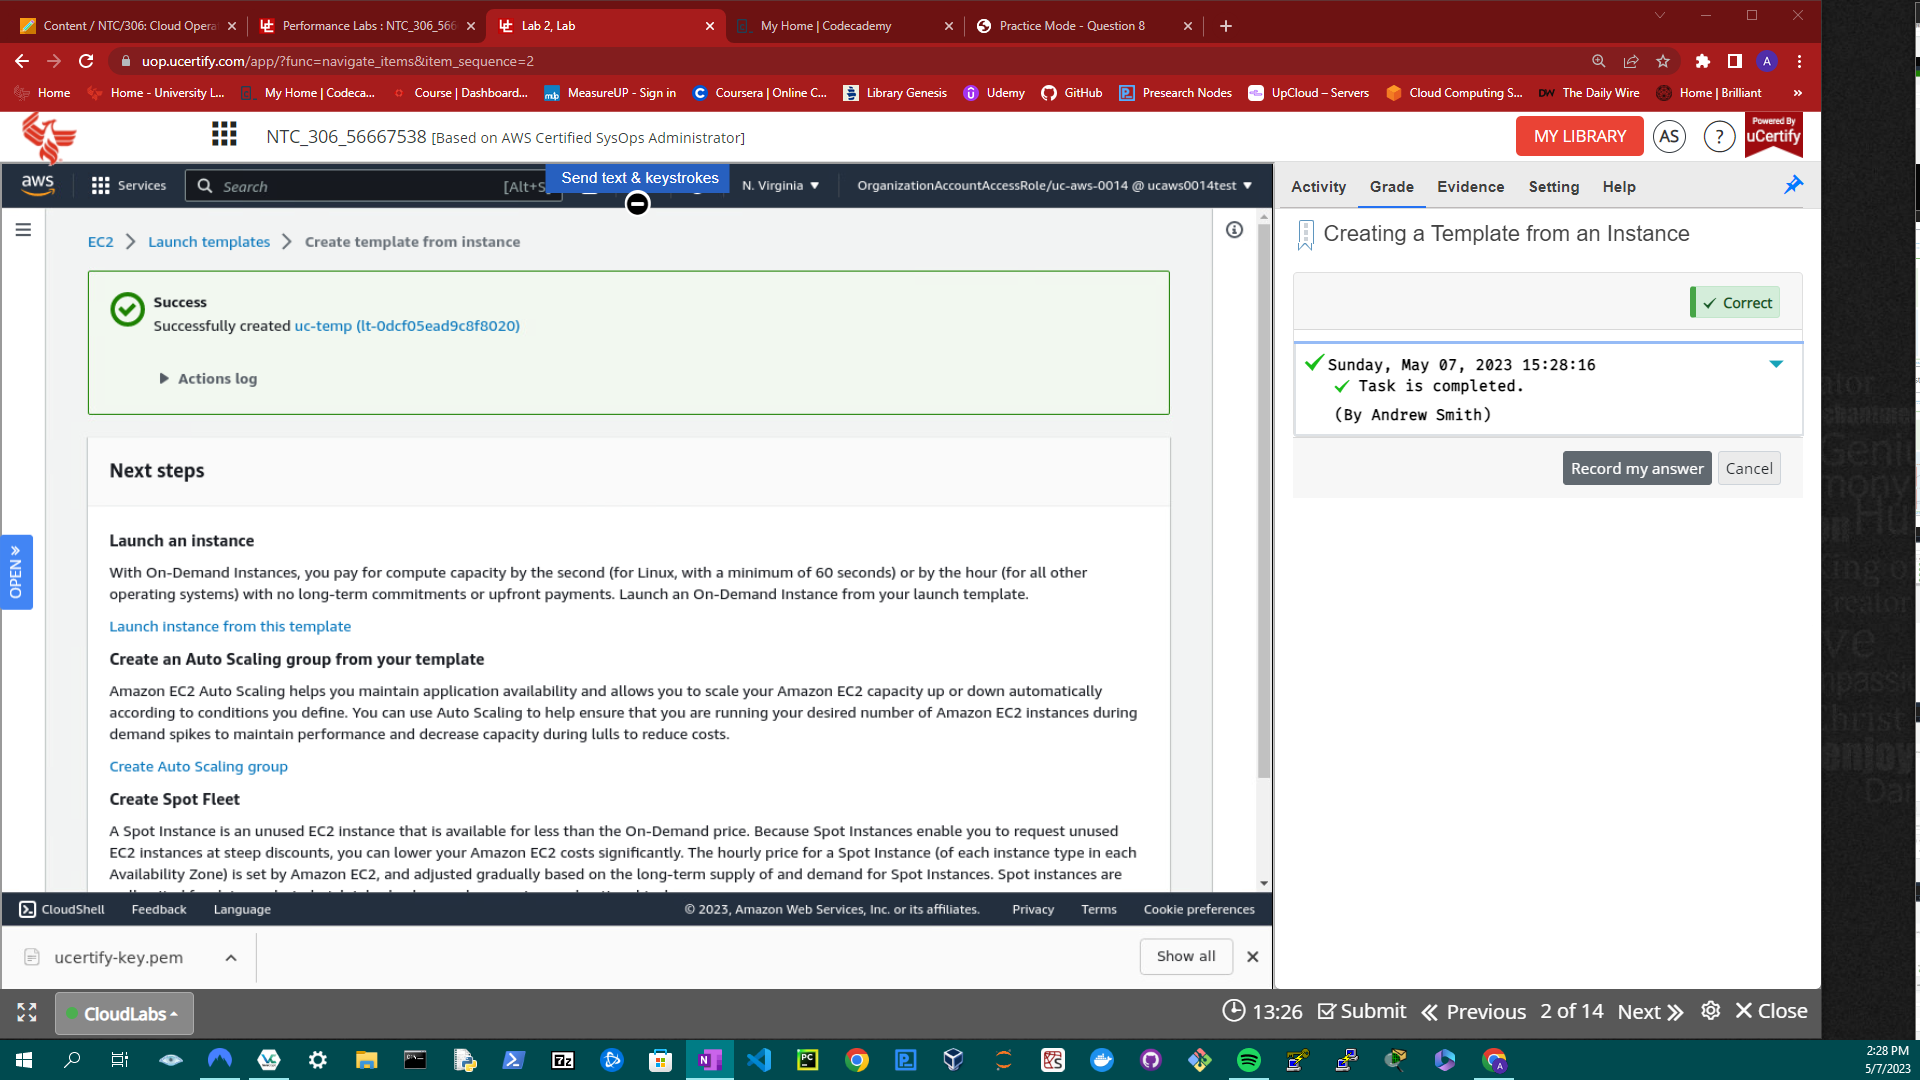 Content / NTC/306: Cloud Opera
Performance Labs : NTC_306_566
Lab 2, Lab
My Home | Codecademy
Practice Mode - Question 8
uop.ucertify.com/app/?func=navigate_items&item_sequence=2
A
Home
Home - University L...
My Home | Codeca...
Course | Dashboard...
MeasureUP - Sign in
Coursera | Online C...
Library Genesis
Udemy
GitHub
Presearch Nodes
UpCloud – Servers
Cloud Computing S...
DW The Daily Wire
Home | Brilliant
»
NTC_306_56667538 [Based on AWS Certified SysOps Administrator]
MY LIBRARY
AS
?
Powered By
uCertify
aws
Services
Search
[Alt+S
Send text & keystrokes
N. Virginia
OrganizationAccountAccessRole/uc-aws-0014 @ ucaws0014test
Activity
Grade
Evidence
Setting
Help
EC2
Launch templates
Create template from instance
Success
Successfully created uc-temp (lt-0dcf05ead9c8f8020)
Actions log
Next steps
Launch an instance
With On-Demand Instances, you pay for compute capacity by the second (for Linux, with a minimum of 60 seconds) or by the hour (for all other
operating systems) with no long-term commitments or upfront payments. Launch an On-Demand Instance from your launch template.
Launch instance from this template
Create an Auto Scaling group from your template
Amazon EC2 Auto Scaling helps you maintain application availability and allows you to scale your Amazon EC2 capacity up or down automatically
according to conditions you define. You can use Auto Scaling to help ensure that you are running your desired number of Amazon EC2 instances during
demand spikes to maintain performance and decrease capacity during lulls to reduce costs.
Create Auto Scaling group
Create Spot Fleet
A Spot Instance is an unused EC2 instance that is available for less than the On-Demand price. Because Spot Instances enable you to request unused
EC2 instances at steep discounts, you can lower your Amazon EC2 costs significantly. The hourly price for a Spot Instance (of each instance type in each
Availability Zone) is set by Amazon EC2, and adjusted gradually based on the long-term supply of and demand for Spot Instances. Spot instances are
OPEN »
Creating a Template from an Instance
Correct
Sunday, May 07, 2023 15:28:16
Task is completed.
(By Andrew Smith)
Record my answer
Cancel
CloudShell
Feedback
Language
© 2023, Amazon Web Services, Inc. or its affiliates.
Privacy
Terms
Cookie preferences
ucertify-key.pem
Show all
CloudLabs
13:26
Submit
Previous
2 of 14
Next
Close
2:28 PM
5/7/2023